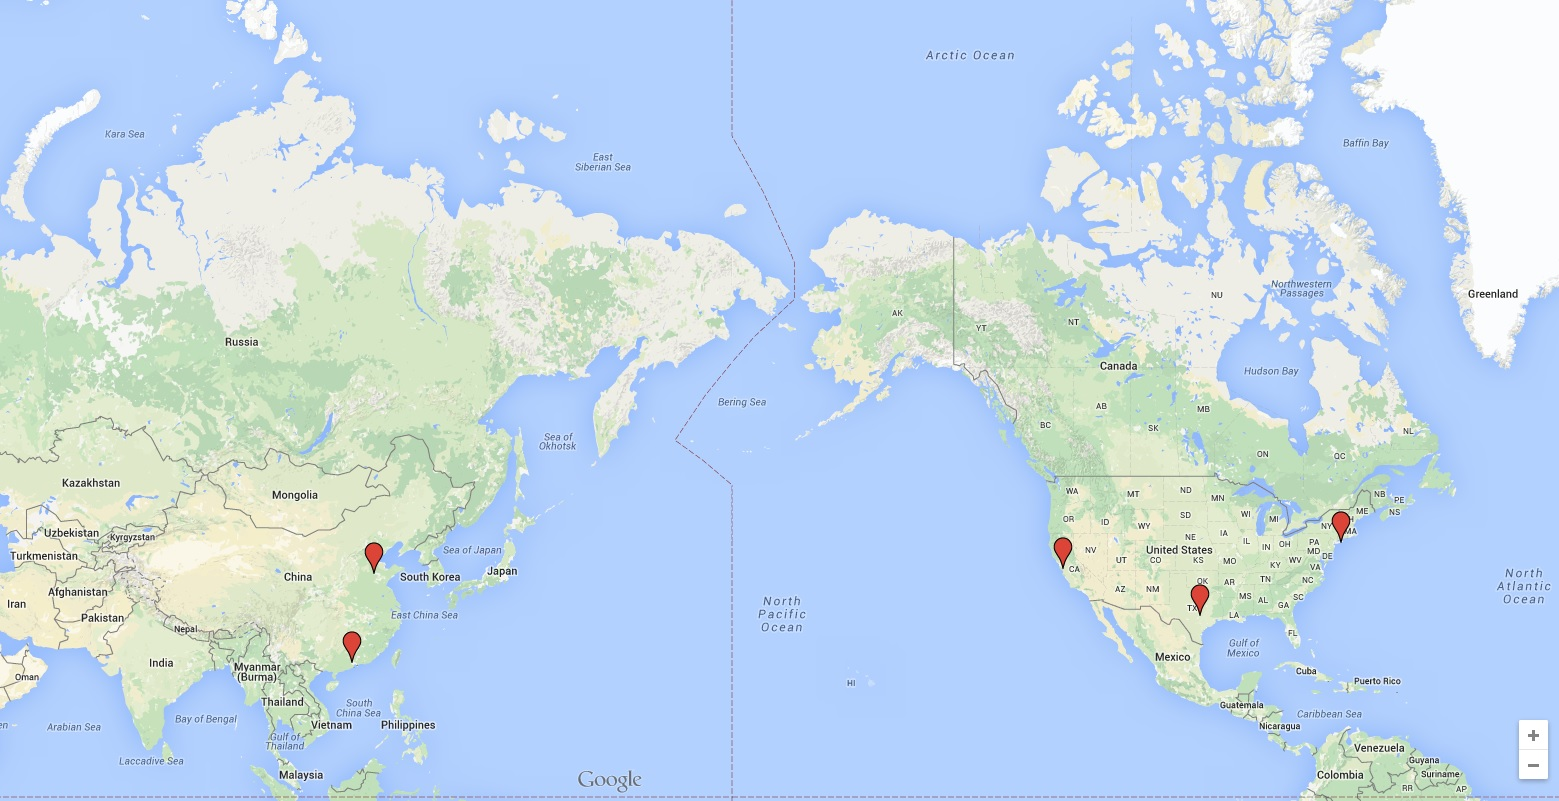 Arctic Ocean
Kara Sea
Baffin Bay
East
Siberian Sea
Northwestern
Passages
NU
Greenland
AK
NT
YT
Russia
Canada
Hudson Bay
Bering Sea
AB
MB
BC
SK
NL
Sea of
Okhotsk
ON
QC
Kazakhstan
Mongolia
WA
MT
ND
MN
NB
PE
ME
NS
OR
ID
SD
WI
MI
NY
MA
WY
Uzbekistan
Kyrgyzstan
NE
IA
IL
IN
OH
PA
MD
DE
Turkmenistan
Sea of Japan
NV
United States
UT
CO
KS
MO
WV
VA
KY
China
South Korea
Japan
CA
OK
TN
NC
Afghanistan
AZ
NM
AR
MS
AL
SC
GA
North
Atlantic
Ocean
Iran
Pakistan
East China Sea
TX
LA
North
Pacific
Ocean
Nepal
FL
Gulf of
Mexico
India
Myanmar
(Burma)
Mexico
Oman
Cuba
Puerto Rico
HI
Thailand
South
China Sea
Guatemala
Caribbean Sea
Arabian Sea
Bay of Bengal
Vietnam
Philippines
Nicaragua
Gulf of
Thailand
Laccadive Sea
Venezuela
Guyana
Malaysia
Google
Colombia
Suriname
RR
AP
+
−